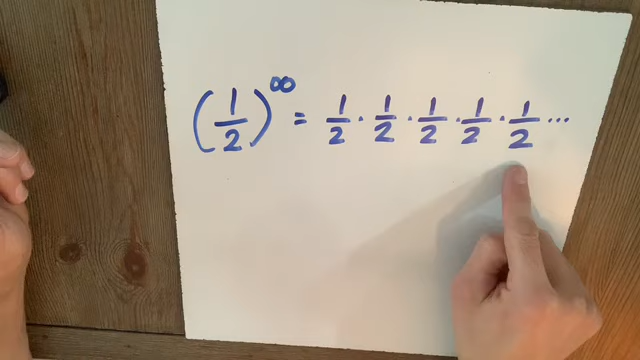 (1/2)^∞ = 1/2 · 1/2 · 1/2 · 1/2 · 1/2 ...